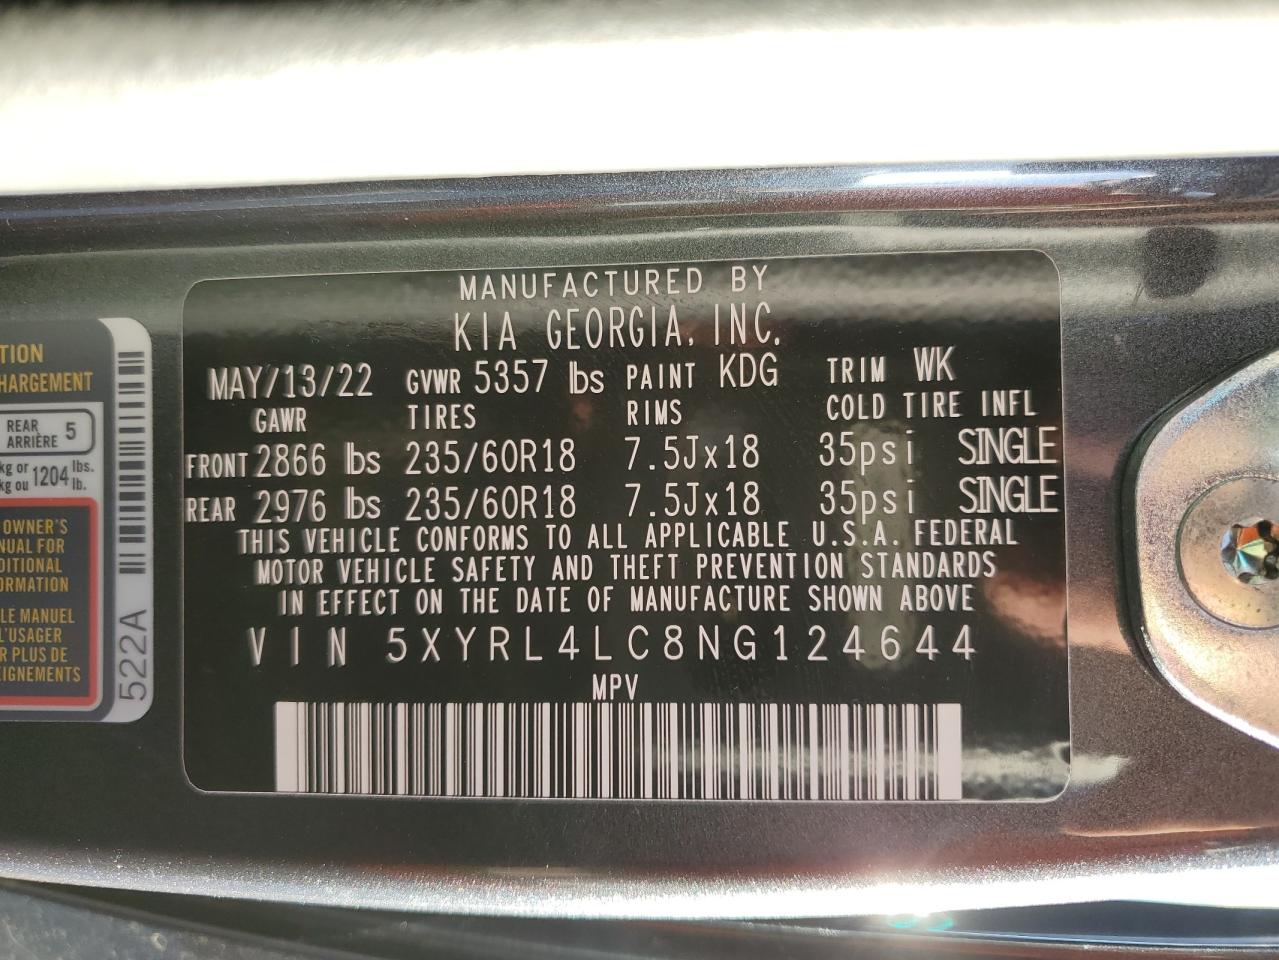 TION
HARGEMENT
REAR 5
ARRIÈRE
kg or 1204 lbs.
kg ou lb.
OWNER'S
NUAL FOR
DITIONAL
ORMATION
LE MANUEL
L'USAGER
R PLUS DE
EIGNEMENTS
522A
MANUFACTURED BY
KIA GEORGIA, INC.
MAY/13/22 GVWR 5357 lbs PAINT KDG TRIM WK
GAWR TIRES RIMS COLD TIRE INFL
FRONT 2866 lbs 235/60R18 7.5Jx18 35psi SINGLE
REAR 2976 lbs 235/60R18 7.5Jx18 35psi SINGLE
THIS VEHICLE CONFORMS TO ALL APPLICABLE U.S.A. FEDERAL
MOTOR VEHICLE SAFETY AND THEFT PREVENTION STANDARDS
IN EFFECT ON THE DATE OF MANUFACTURE SHOWN ABOVE
VIN 5XYRL4LC8NG124644
MPV